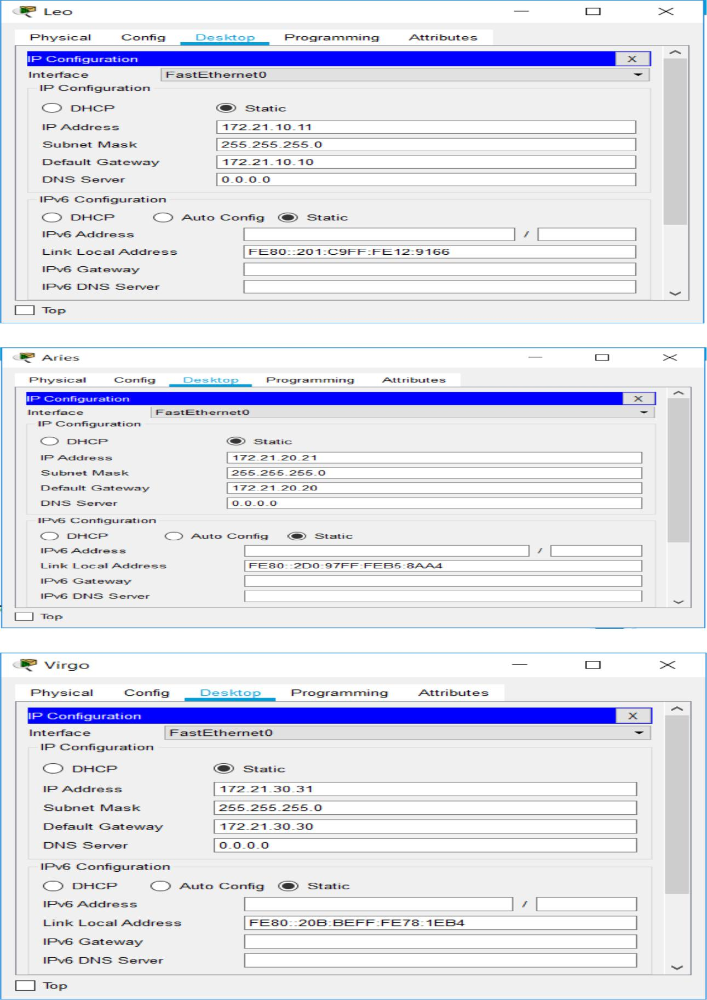 Leo
Physical Config Desktop Programming Attributes
IP Configuration X
Interface FastEthernet0
IP Configuration
DHCP Static
IP Address 172.21.10.11
Subnet Mask 255.255.255.0
Default Gateway 172.21.10.10
DNS Server 0.0.0.0
IPv6 Configuration
DHCP Auto Config Static
IPv6 Address /
Link Local Address FE80::201:C9FF:FE12:9166
IPv6 Gateway
IPv6 DNS Server
Top
Aries
Physical Config Desktop Programming Attributes
IP Configuration X
Interface FastEthernet0
IP Configuration
DHCP Static
IP Address 172.21.20.21
Subnet Mask 255.255.255.0
Default Gateway 172.21.20.20
DNS Server 0.0.0.0
IPv6 Configuration
DHCP Auto Config Static
IPv6 Address /
Link Local Address FE80::2D0:97FF:FEB5:8AA4
IPv6 Gateway
IPv6 DNS Server
Top
Virgo
Physical Config Desktop Programming Attributes
IP Configuration X
Interface FastEthernet0
IP Configuration
DHCP Static
IP Address 172.21.30.31
Subnet Mask 255.255.255.0
Default Gateway 172.21.30.30
DNS Server 0.0.0.0
IPv6 Configuration
DHCP Auto Config Static
IPv6 Address /
Link Local Address FE80::20B:BEFF:FE78:1EB4
IPv6 Gateway
IPv6 DNS Server
Top